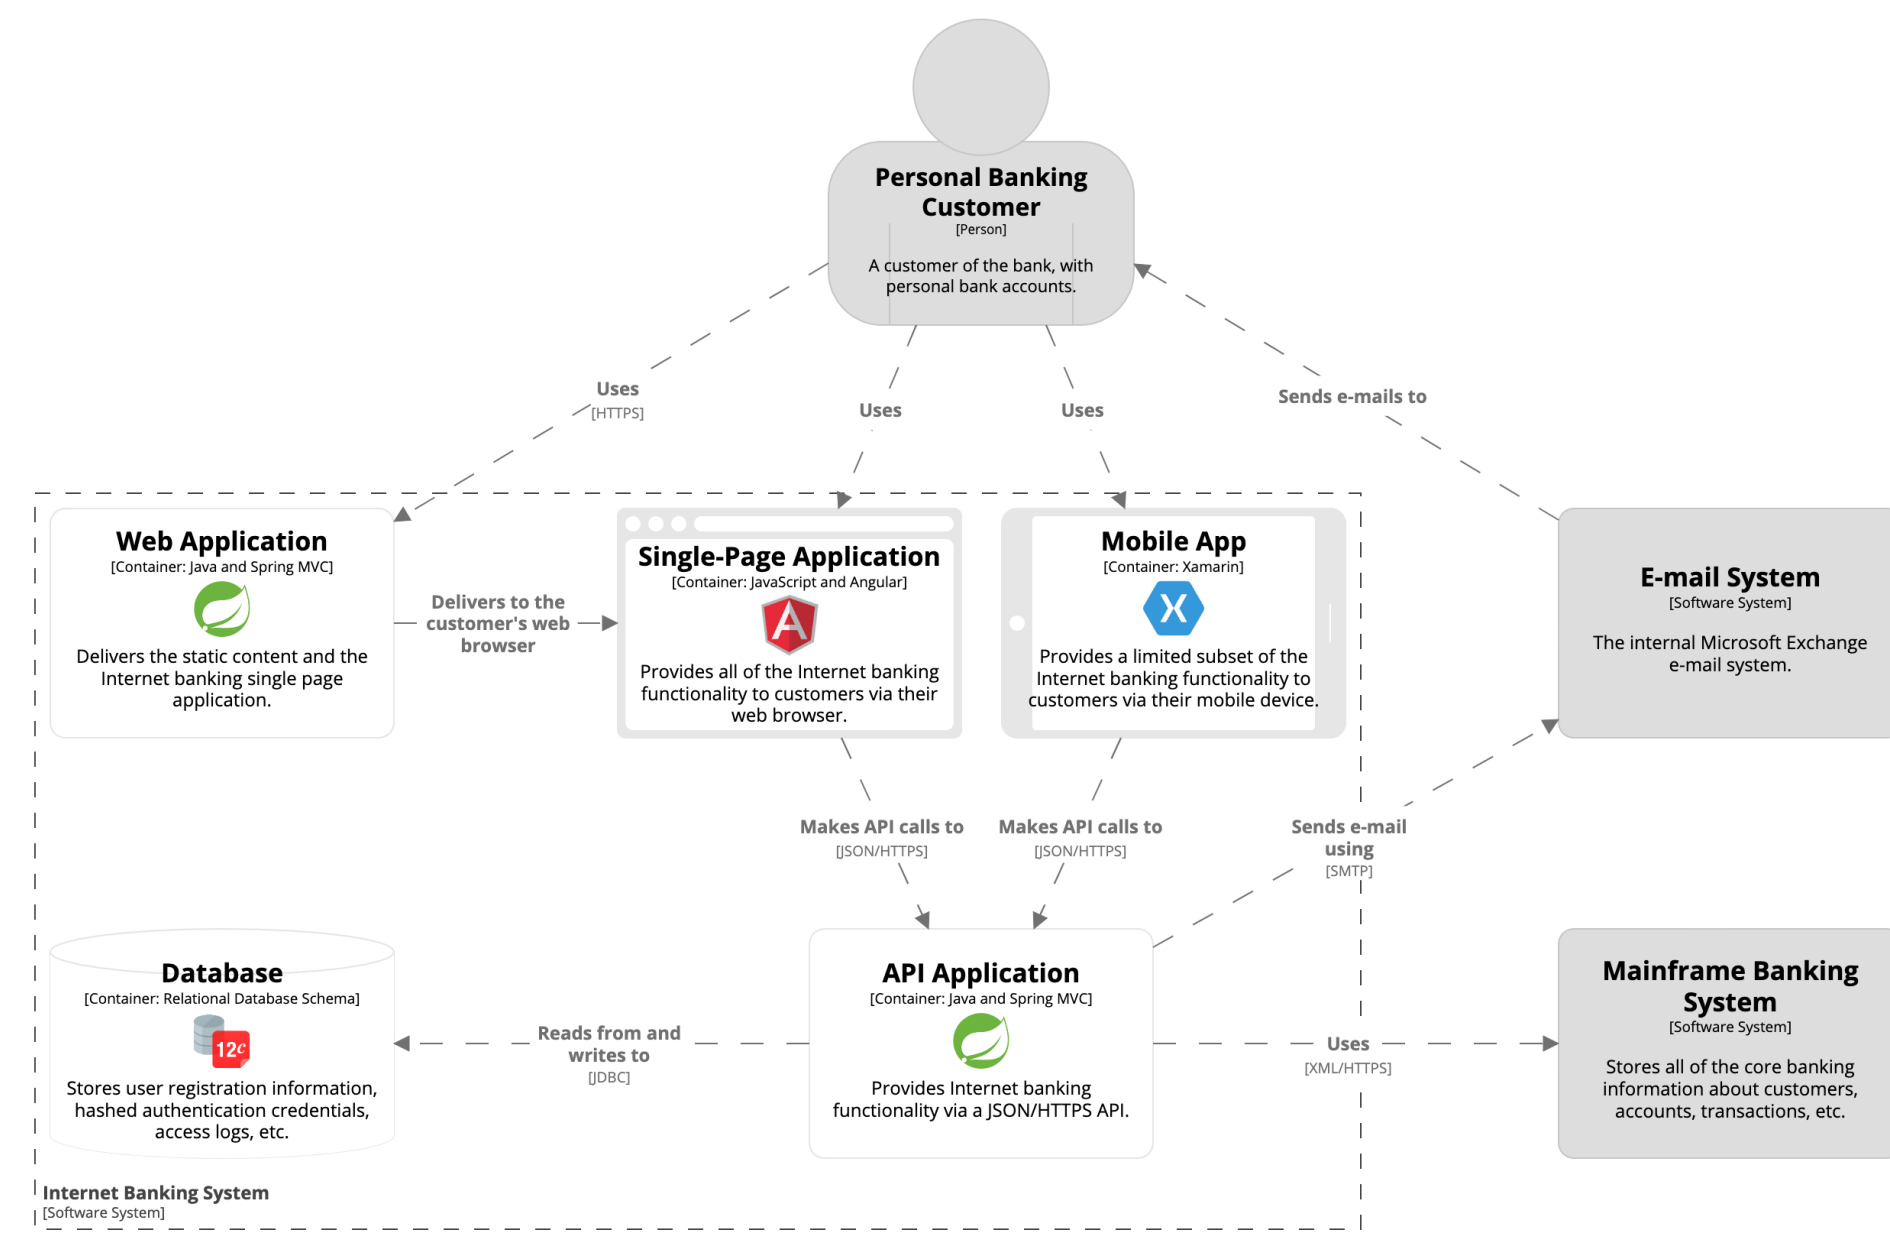 Personal Banking
Customer
[Person]
A customer of the bank, with
personal bank accounts.
Uses
[HTTPS]
Uses
Uses
Sends e-mails to
Web Application
[Container: Java and Spring MVC]
Delivers the static content and the
Internet banking single page
application.
Delivers to the
customer's web
browser
Single-Page Application
[Container: JavaScript and Angular]
A
Provides all of the Internet banking
functionality to customers via their
web browser.
Mobile App
[Container: Xamarin]
X
Provides a limited subset of the
Internet banking functionality to
customers via their mobile device.
E-mail System
[Software System]
The internal Microsoft Exchange
e-mail system.
Makes API calls to
[JSON/HTTPS]
Makes API calls to
[JSON/HTTPS]
Sends e-mail
using
[SMTP]
Database
[Container: Relational Database Schema]
12c
Stores user registration information,
hashed authentication credentials,
access logs, etc.
Reads from and
writes to
[JDBC]
API Application
[Container: Java and Spring MVC]
Provides Internet banking
functionality via a JSON/HTTPS API.
Uses
[XML/HTTPS]
Mainframe Banking
System
[Software System]
Stores all of the core banking
information about customers,
accounts, transactions, etc.
Internet Banking System
[Software System]